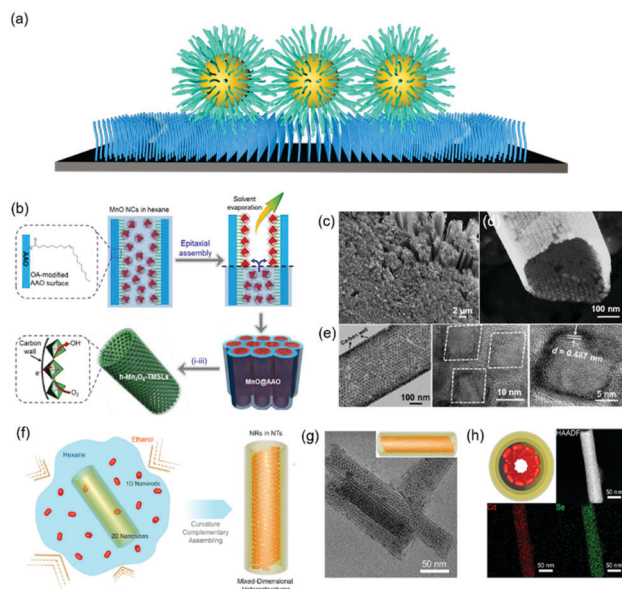 (a)
(b)
MnO NCs in hexane
Solvent
evaporation
AAO
OA-modified
AAO surface
Epitaxial
assembly
Carbon
wall
OH⁻
e⁻
O₂
h-Mn₃O₄-TMSLs
(i-iii)
MnO@AAO
(c)
2 μm
(d)
100 nm
(e)
Carbon wall
100 nm
10 nm
d = 0.487 nm
5 nm
(f)
Hexane
Ethanol
1D Nanorods
2D Nanotubes
Curvature
Complementary
Assembling
NRs in NTs
Mixed-Dimensional
(g)
50 nm
(h)
HAADF
50 nm
Cd
50 nm
Se
50 nm